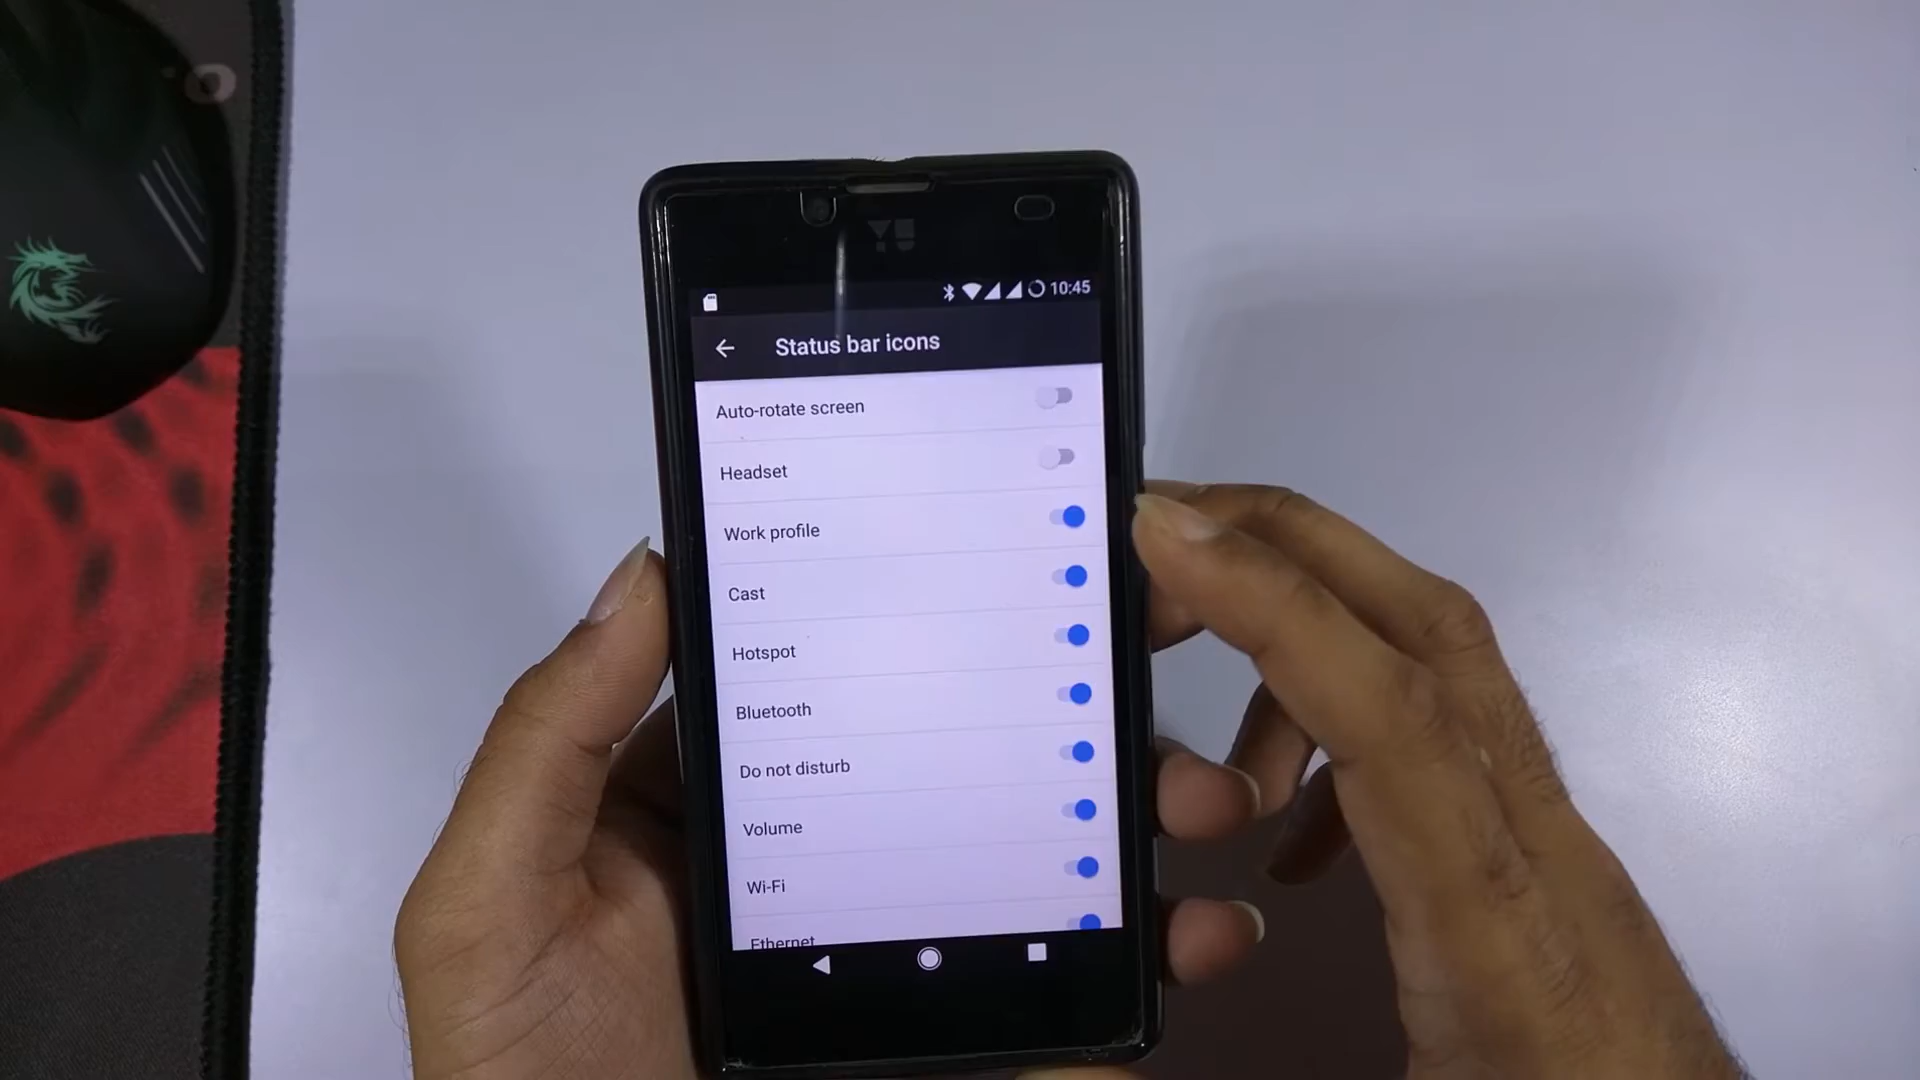 YU
10:45
Status bar icons
Auto-rotate screen
Headset
Work profile
Cast
Hotspot
Bluetooth
Do not disturb
Volume
Wi-Fi
Ethernet